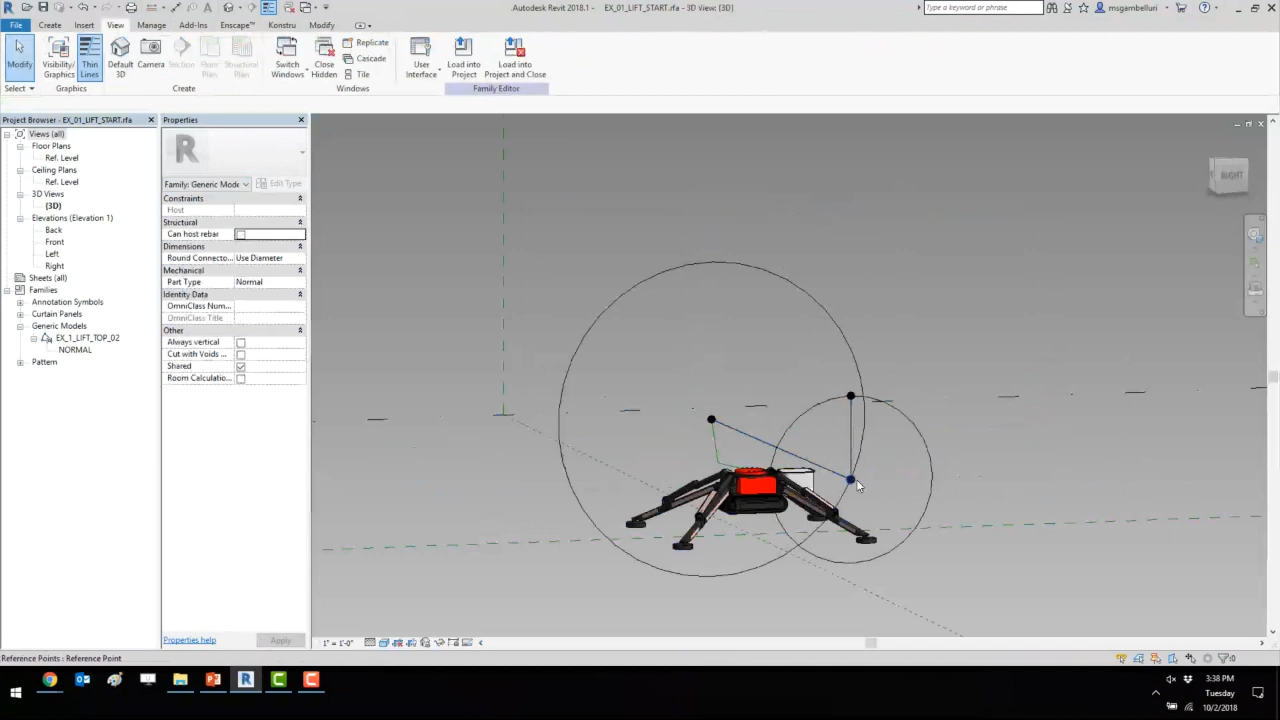 Autodesk Revit 2018.1 - EX_01_LIFT_START.rfa - 3D View: {3D}
Type a keyword or phrase
msgambelluri
File Create Insert Annotate View Manage Add-Ins Enscape™ Konstru Modify
Modify
Visibility/ Graphics
Thin Lines
Default 3D
Camera
Section
Floor Plan
Structural Plan
Switch Windows
Close Hidden
Replicate
Cascade
Tile
User Interface
Load into Project
Load into Project and Close
Select Graphics Create Windows Family Editor
Project Browser - EX_01_LIFT_START.rfa
Views (all)
Floor Plans
Ref. Level
Ceiling Plans
Ref. Level
3D Views
{3D}
Elevations (Elevation 1)
Back
Front
Left
Right
Sheets (all)
Families
Annotation Symbols
Curtain Panels
Generic Models
EX_1_LIFT_TOP_02
NORMAL
Pattern
Properties
R
Family: Generic Mode
Edit Type
Constraints
Host
Structural
Can host rebar
Dimensions
Round Connecto... Use Diameter
Mechanical
Part Type Normal
Identity Data
OmniClass Num...
OmniClass Title
Other
Always vertical
Cut with Voids ...
Shared
Room Calculatio...
Properties help
Apply
RIGHT
1" = 1'-0"
Reference Points : Reference Point
:0
3:38 PM
Tuesday
10/2/2018